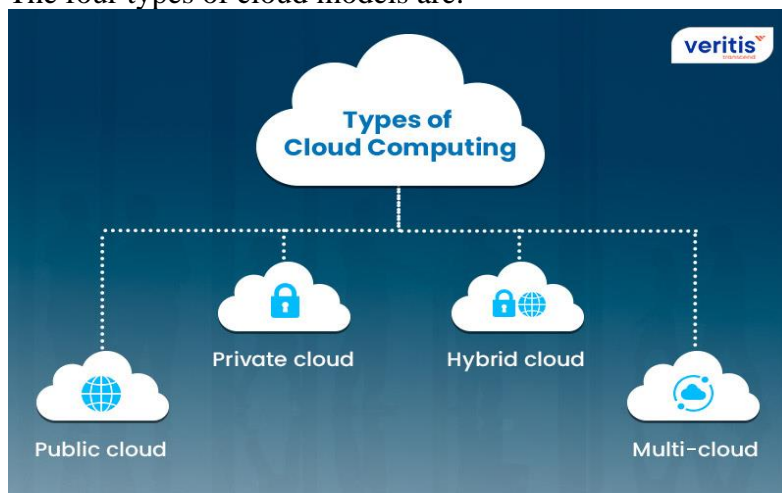 The four types of cloud models are:
veritis
transcend
Types of
Cloud Computing
Private cloud
Hybrid cloud
Public cloud
Multi-cloud